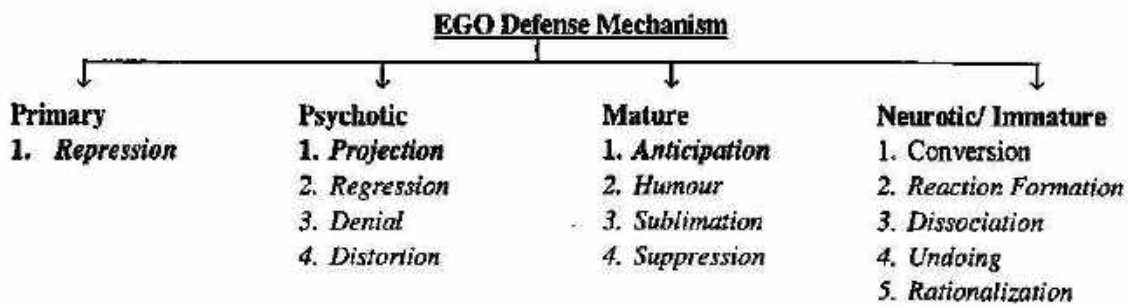 EGO Defense Mechanism
Primary
1. Repression
Psychotic
1. Projection
2. Regression
3. Denial
4. Distortion
Mature
1. Anticipation
2. Humour
3. Sublimation
4. Suppression
Neurotic/ Immature
1. Conversion
2. Reaction Formation
3. Dissociation
4. Undoing
5. Rationalization